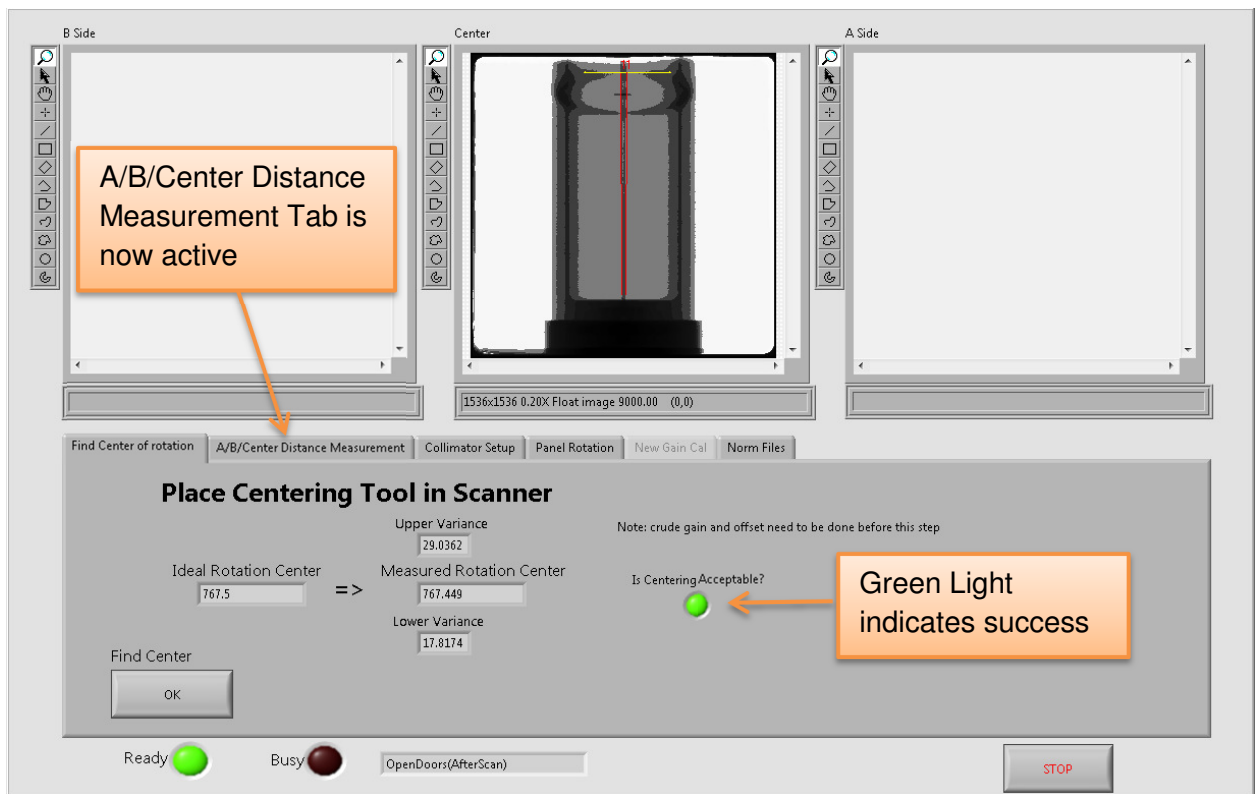 B Side
Center
A Side
A/B/Center Distance
Measurement Tab is
now active
1536x1536 0.20X Float image 9000.00 (0,0)
Find Center of rotation
A/B/Center Distance Measurement
Collimator Setup
Panel Rotation
New Gain Cal
Norm Files
Place Centering Tool in Scanner
Upper Variance
29.0362
Note: crude gain and offset need to be done before this step
Ideal Rotation Center
767.5
=>
Measured Rotation Center
767.449
Is Centering Acceptable?
Green Light
indicates success
Lower Variance
17.8174
Find Center
OK
Ready
Busy
OpenDoors(AfterScan)
STOP